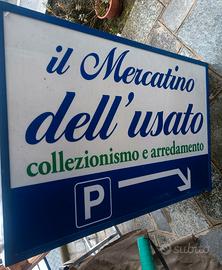 il Mercatino
dell'usato
collezionismo e arredamento
P
subito